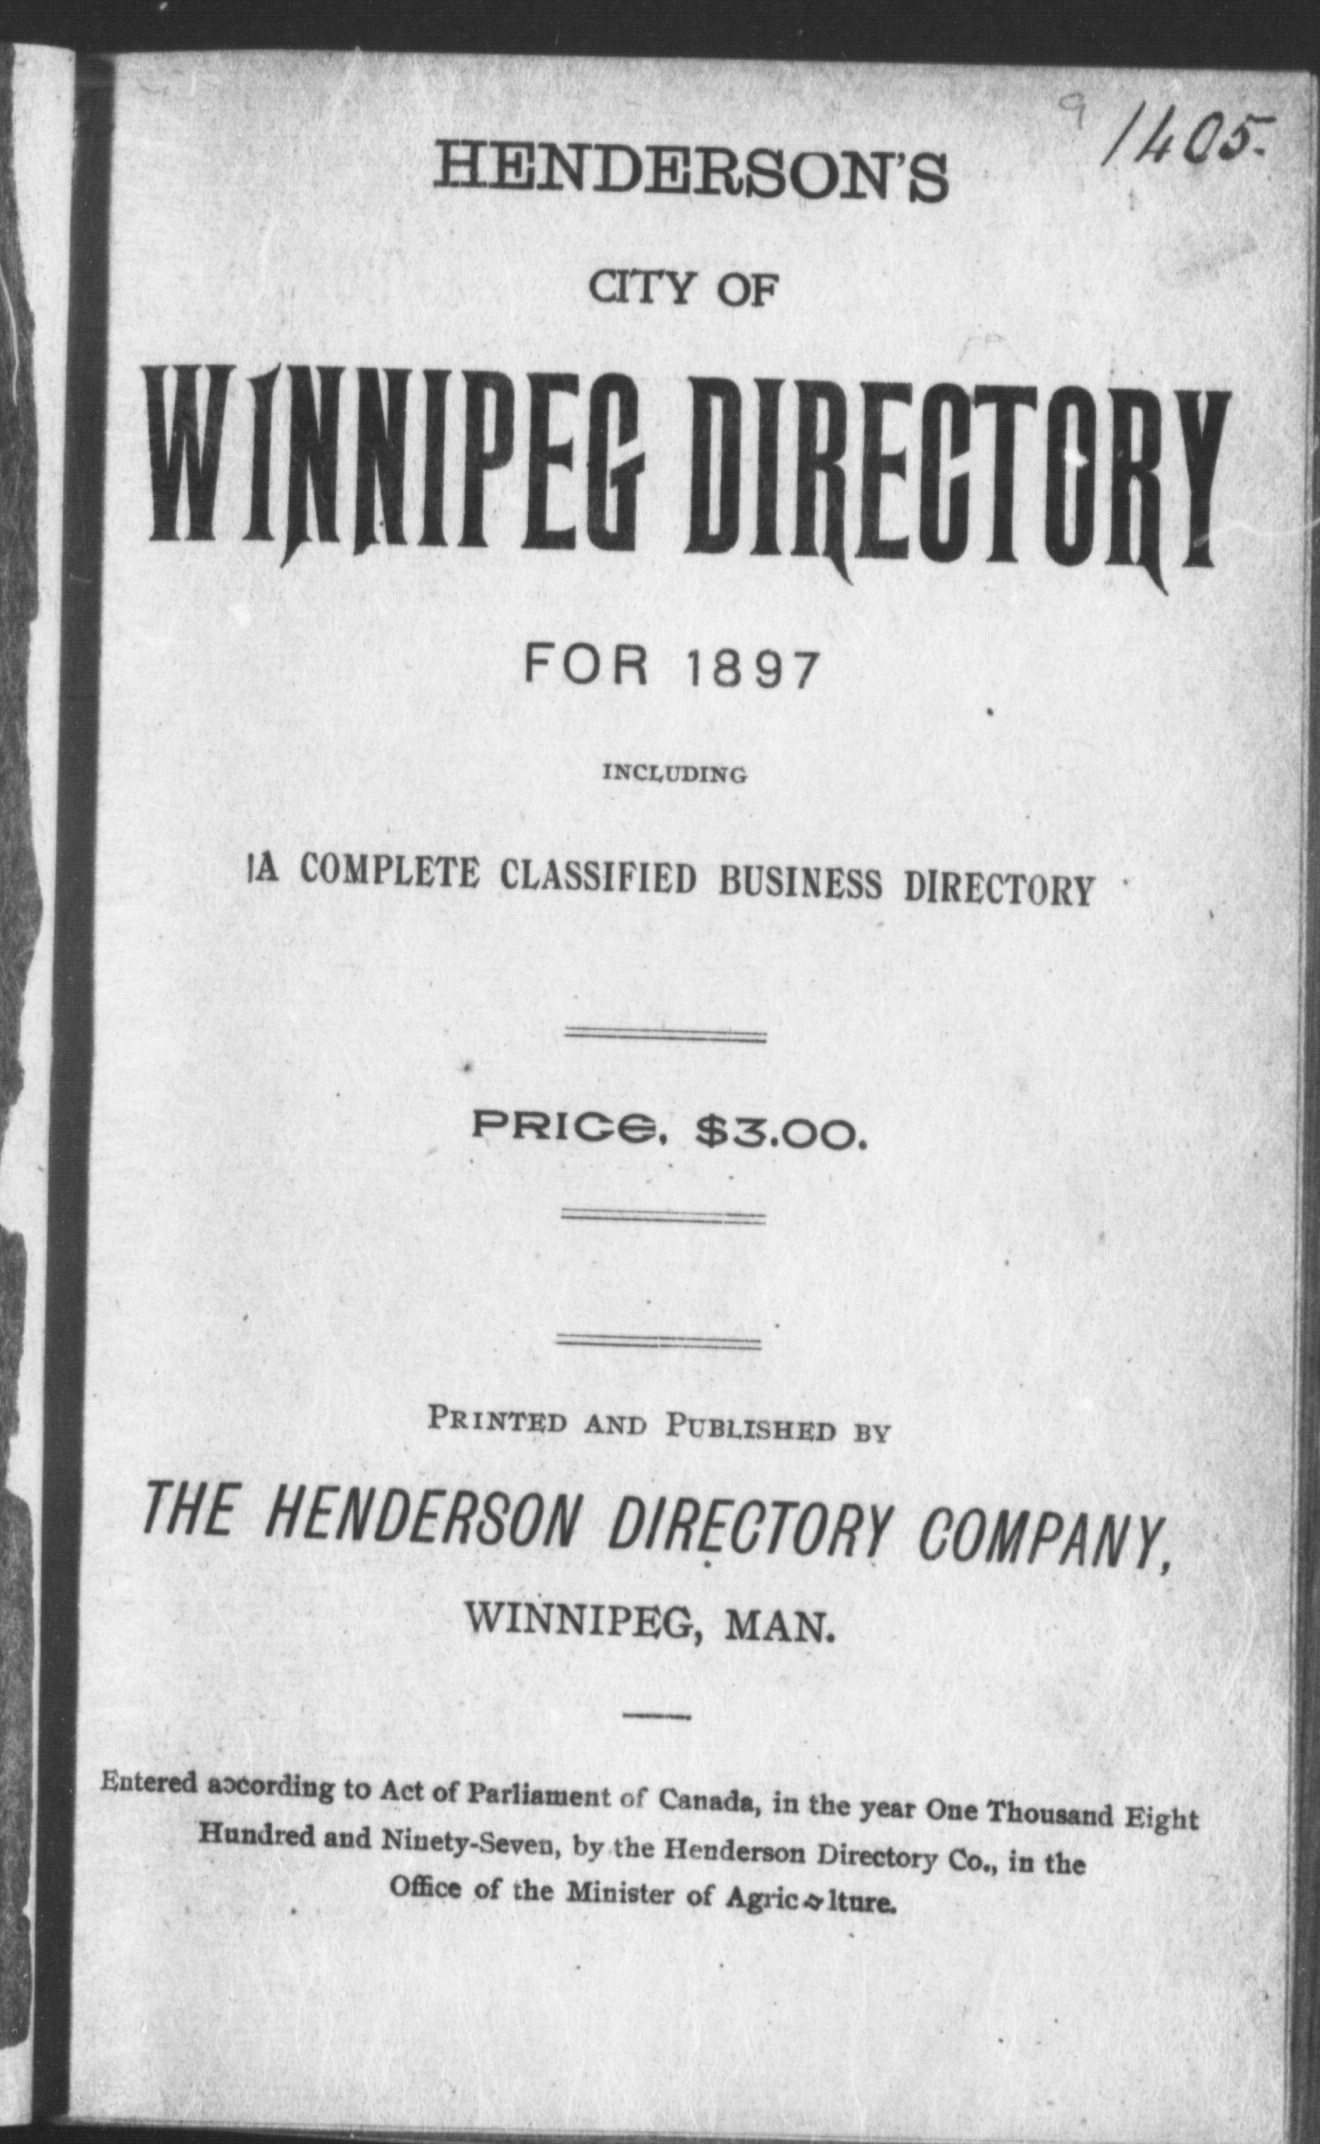 9 1405.
HENDERSON'S
CITY OF
WINNIPEG DIRECTORY
FOR 1897
INCLUDING
A COMPLETE CLASSIFIED BUSINESS DIRECTORY
PRICE, $3.00.
PRINTED AND PUBLISHED BY
THE HENDERSON DIRECTORY COMPANY,
WINNIPEG, MAN.
Entered according to Act of Parliament of Canada, in the year One Thousand Eight
Hundred and Ninety-Seven, by the Henderson Directory Co., in the
Office of the Minister of Agriculture.